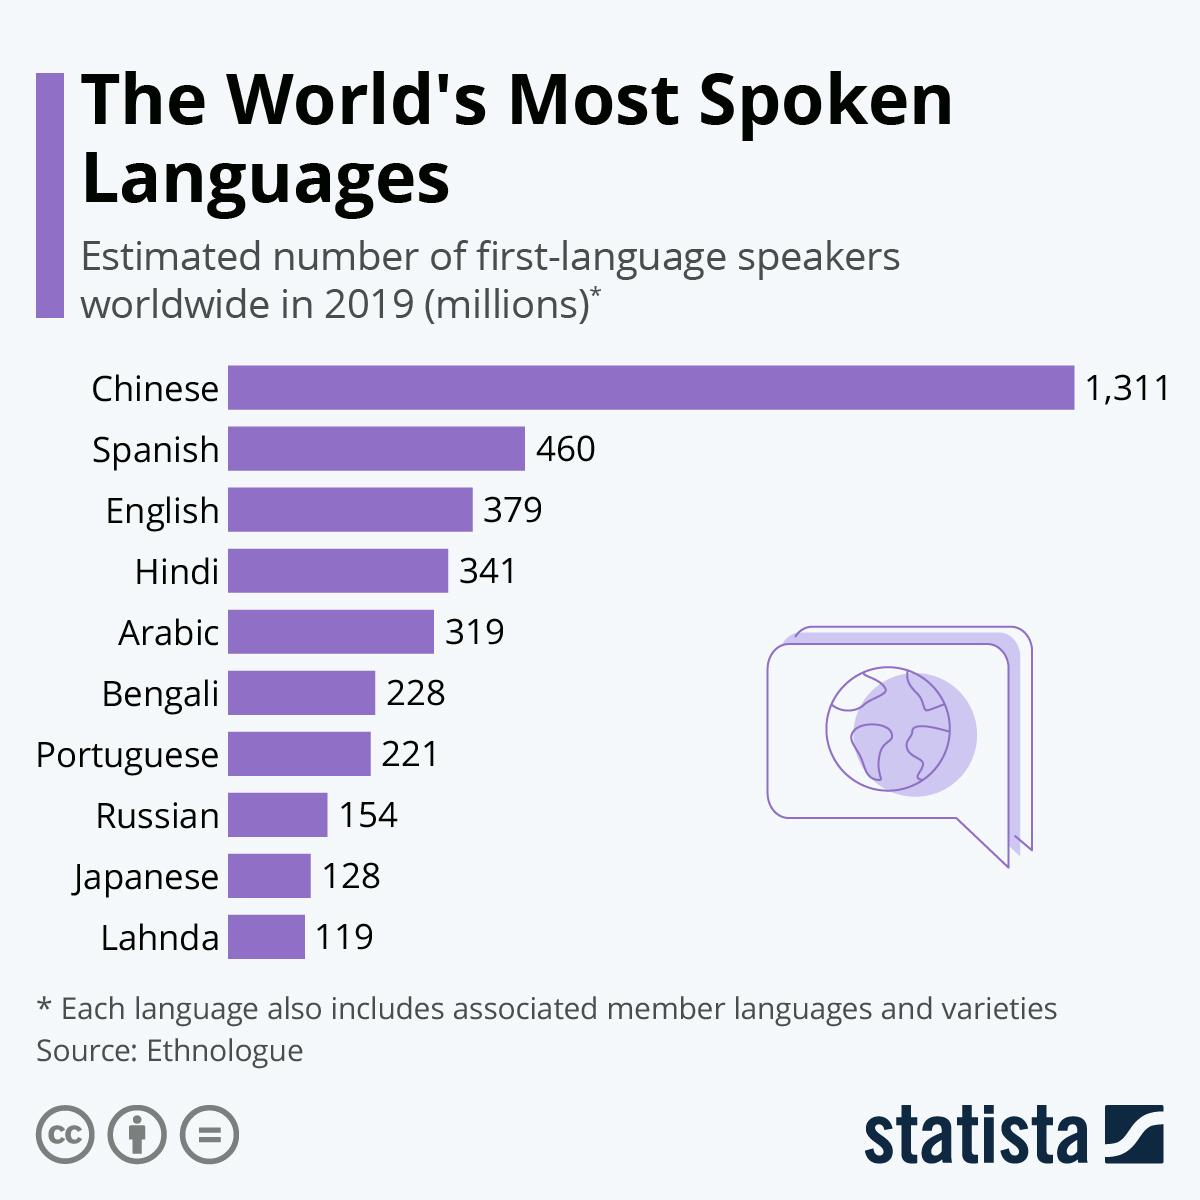 The World's Most Spoken
Languages
Estimated number of first-language speakers
worldwide in 2019 (millions)*
Chinese 1,311
Spanish 460
English 379
Hindi 341
Arabic 319
Bengali 228
Portuguese 221
Russian 154
Japanese 128
Lahnda 119
* Each language also includes associated member languages and varieties
Source: Ethnologue
cc
statista